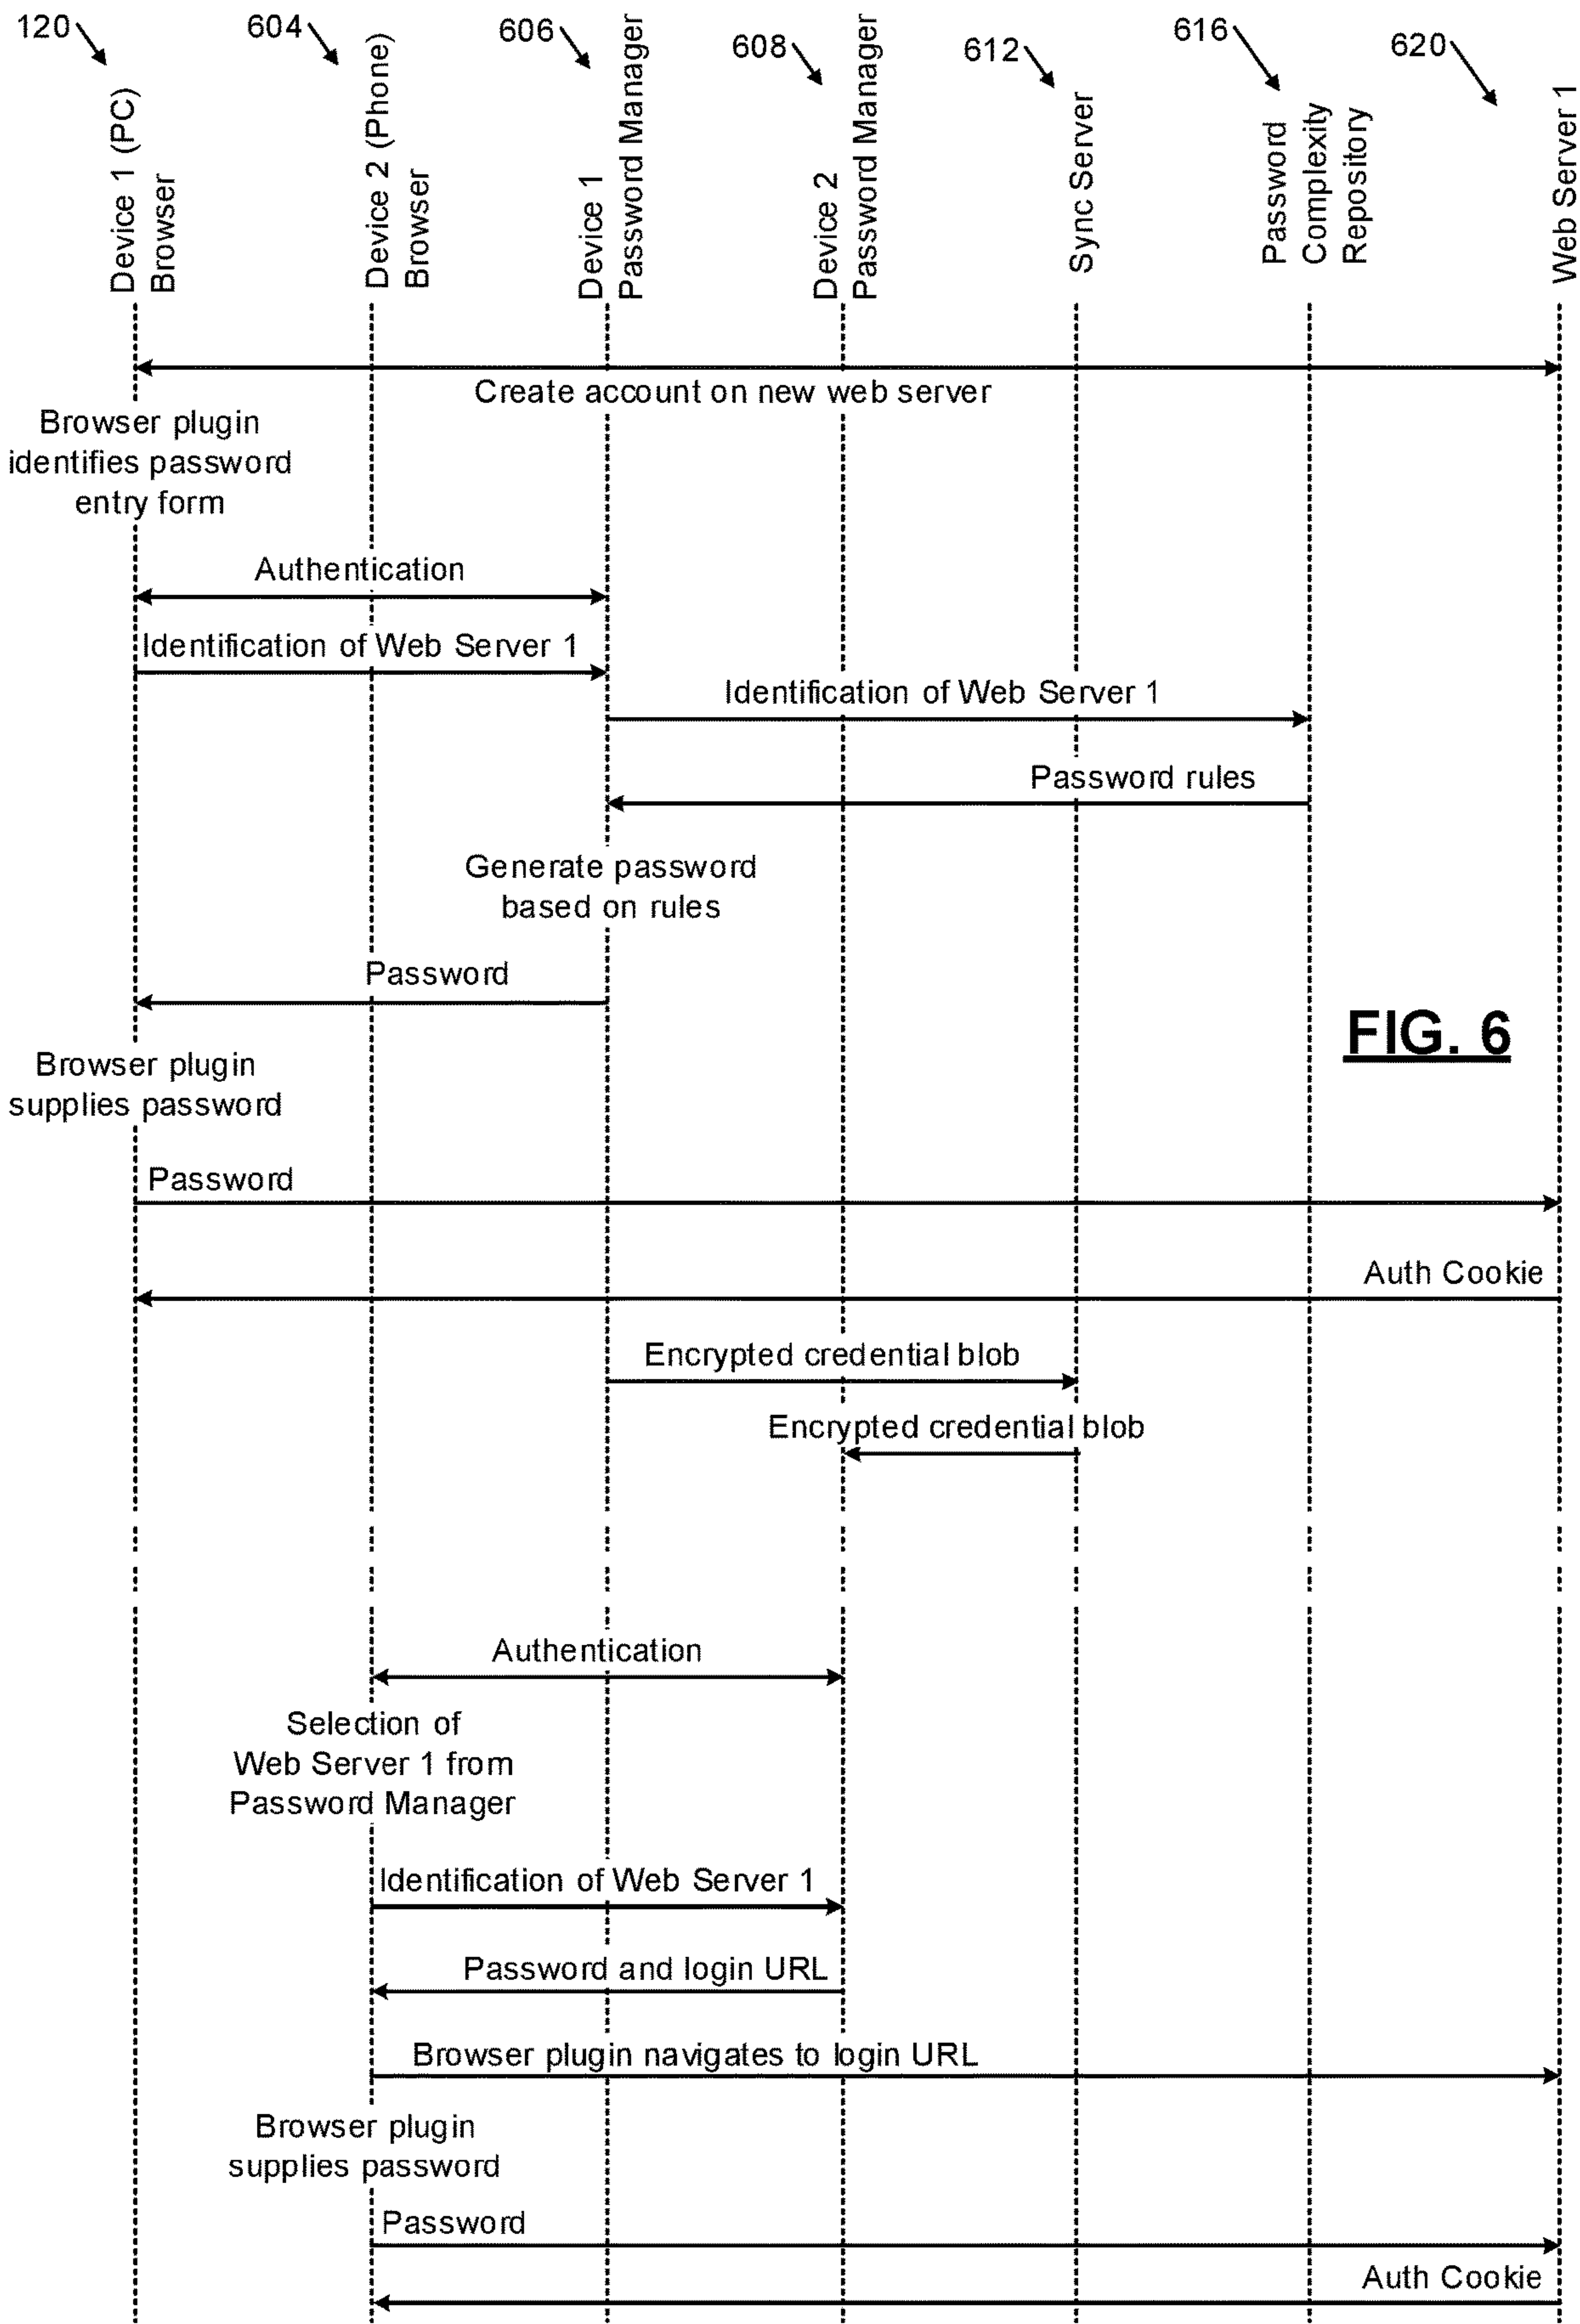 120
604
606
608
612
616
620
Device 1 (PC)
Browser
Device 2 (Phone)
Browser
Device 1
Password Manager
Device 2
Password Manager
Sync Server
Password
Complexity
Repository
Web Server 1
Create account on new web server
Browser plugin
identifies password
entry form
Authentication
Identification of Web Server 1
Identification of Web Server 1
Password rules
Generate password
based on rules
Password
FIG. 6
Browser plugin
supplies password
Password
Auth Cookie
Encrypted credential blob
Encrypted credential blob
Authentication
Selection of
Web Server 1 from
Password Manager
Identification of Web Server 1
Password and login URL
Browser plugin navigates to login URL
Browser plugin
supplies password
Password
Auth Cookie